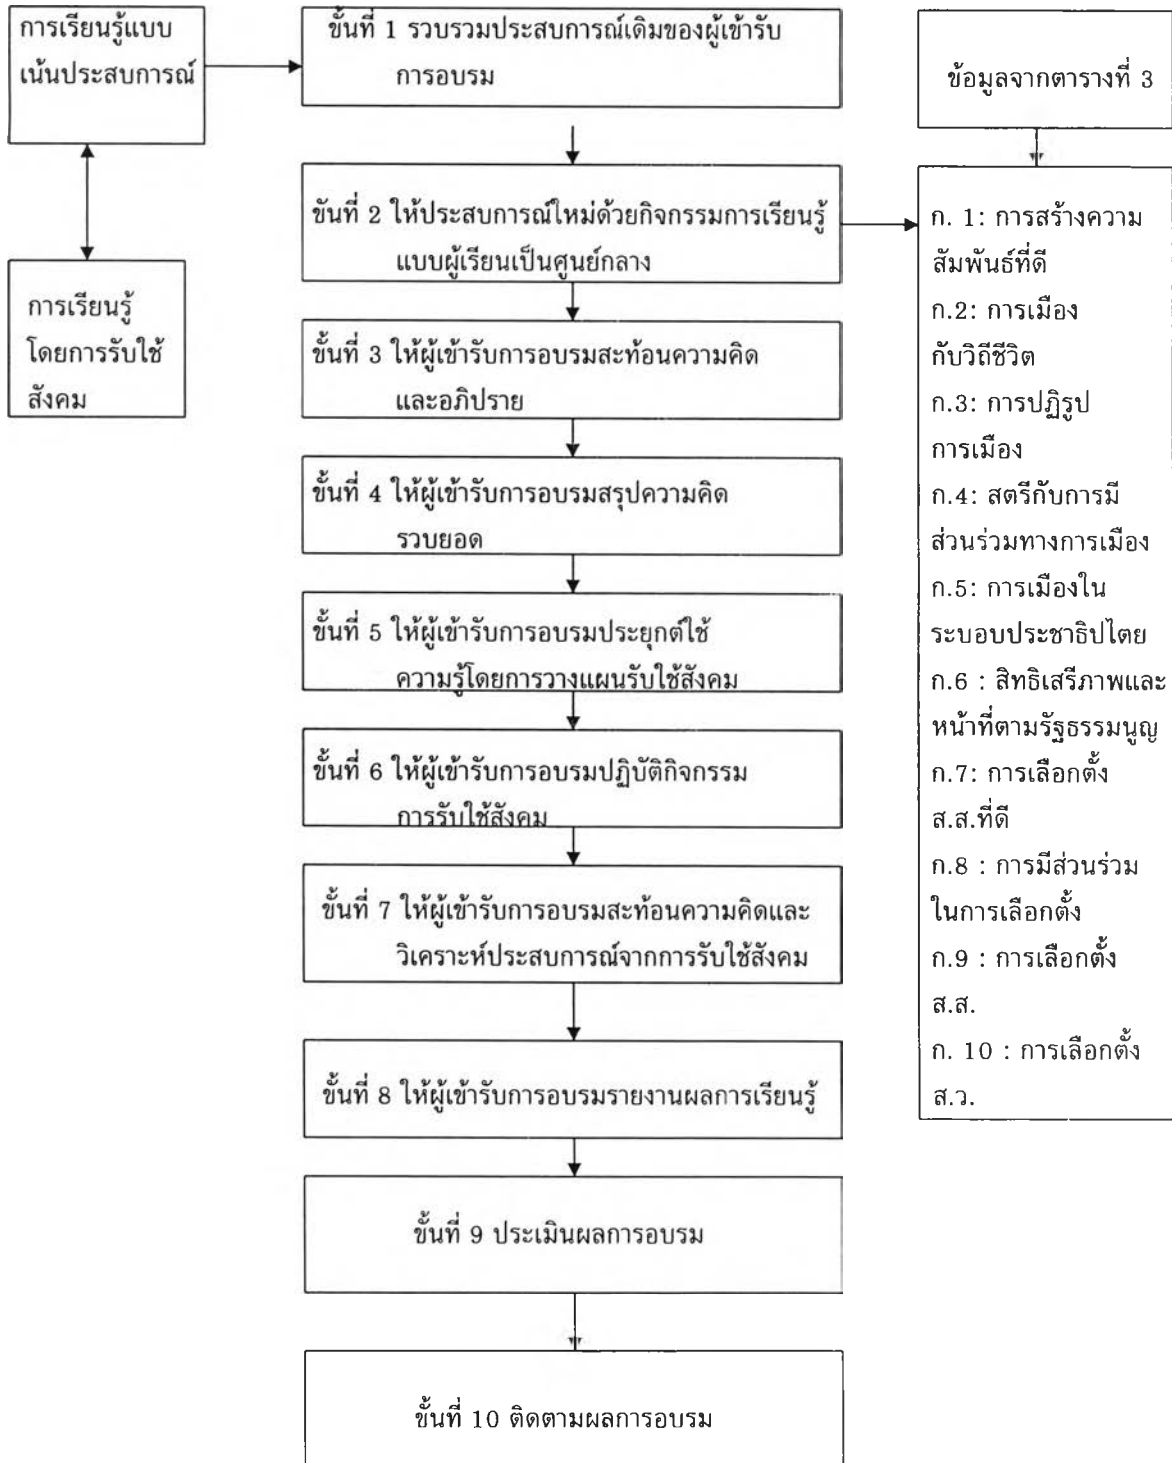 การเรียนรู้แบบ
เน้นประสบการณ์
การเรียนรู้
โดยการรับใช้
สังคม
ขั้นที่ 1 รวบรวมประสบการณ์เดิมของผู้เข้ารับ
การอบรม
ขันที่ 2 ให้ประสบการณ์ใหม่ด้วยกิจกรรมการเรียนรู้
แบบผู้เรียนเป็นศูนย์กลาง
ขั้นที่ 3 ให้ผู้เข้ารับการอบรมสะท้อนความคิด
และอภิปราย
ขั้นที่ 4 ให้ผู้เข้ารับการอบรมสรุปความคิด
รวบยอด
ขั้นที่ 5 ให้ผู้เข้ารับการอบรมประยุกต์ใช้
ความรู้โดยการวางแผนรับใช้สังคม
ขั้นที่ 6 ให้ผู้เข้ารับการอบรมปฏิบัติกิจกรรม
การรับใช้สังคม
ขั้นที่ 7 ให้ผู้เข้ารับการอบรมสะท้อนความคิดและ
วิเคราะห์ประสบการณ์จากการรับใช้สังคม
ขั้นที่ 8 ให้ผู้เข้ารับการอบรมรายงานผลการเรียนรู้
ขั้นที่ 9 ประเมินผลการอบรม
ขั้นที่ 10 ติดตามผลการอบรม
ข้อมูลจากตารางที่ 3
ก. 1: การสร้างความ
สัมพันธ์ที่ดี
ก.2: การเมือง
กับวิถีชีวิต
ก.3: การปฏิรูป
การเมือง
ก.4: สตรีกับการมี
ส่วนร่วมทางการเมือง
ก.5: การเมืองใน
ระบอบประชาธิปไตย
ก.6 : สิทธิเสรีภาพและ
หน้าที่ตามรัฐธรรมนูญ
ก.7: การเลือกตั้ง
ส.ส.ที่ดี
ก.8 : การมีส่วนร่วม
ในการเลือกตั้ง
ก.9 : การเลือกตั้ง
ส.ส.
ก. 10 : การเลือกตั้ง
ส.ว.